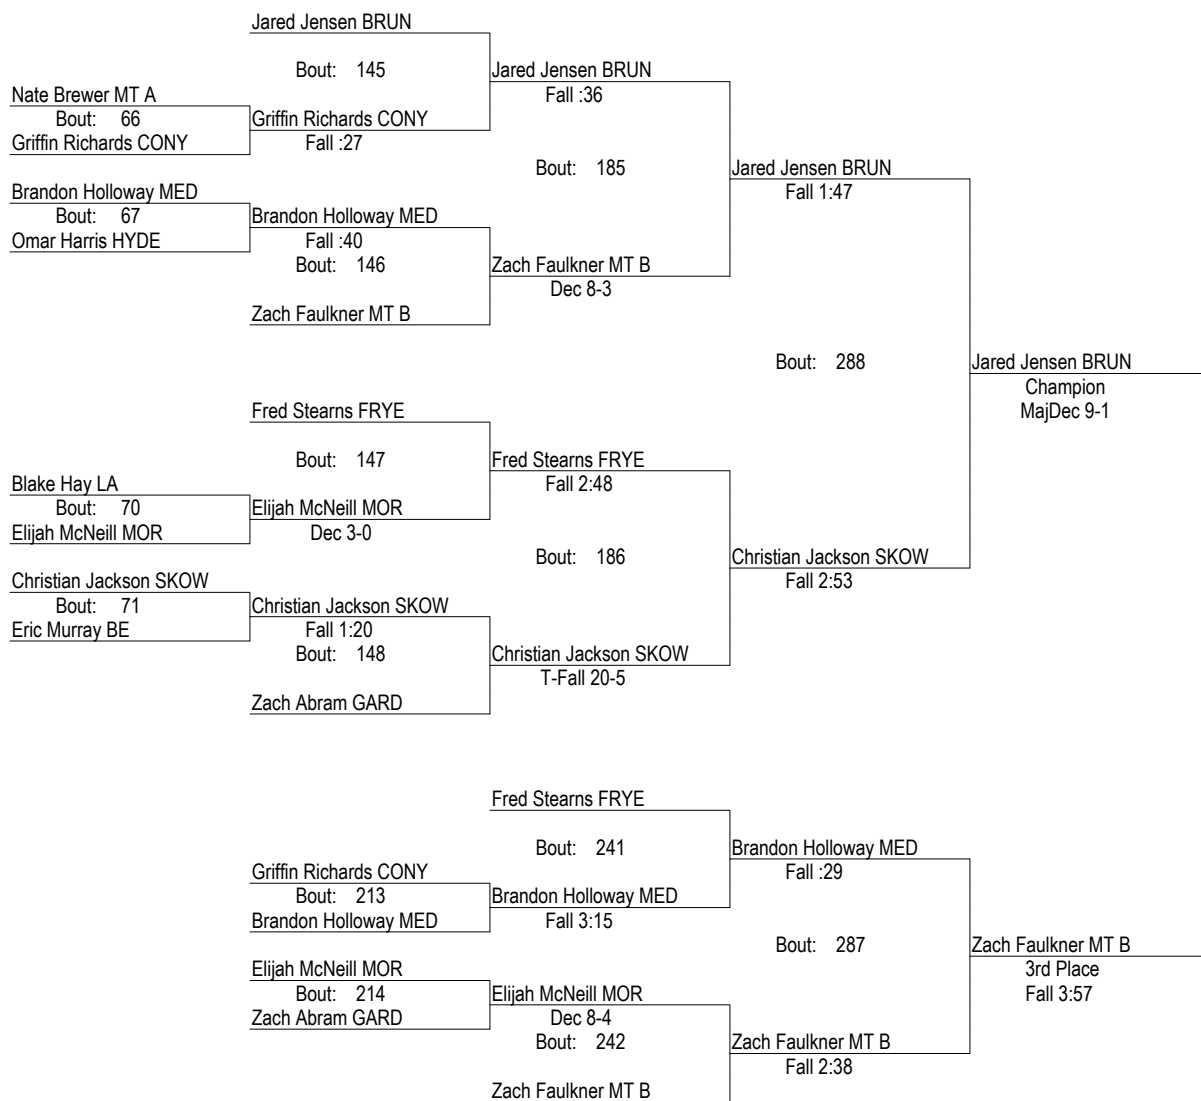 Jared Jensen BRUN
Bout: 145
Jared Jensen BRUN
Nate Brewer MT A
Fall :36
Bout: 66
Griffin Richards CONY
Griffin Richards CONY
Fall :27
Bout: 185
Jared Jensen BRUN
Brandon Holloway MED
Fall 1:47
Bout: 67
Brandon Holloway MED
Omar Harris HYDE
Fall :40
Bout: 146
Zach Faulkner MT B
Dec 8-3
Zach Faulkner MT B
Bout: 288
Jared Jensen BRUN
Champion
MajDec 9-1
Fred Stearns FRYE
Bout: 147
Fred Stearns FRYE
Blake Hay LA
Fall 2:48
Bout: 70
Elijah McNeill MOR
Elijah McNeill MOR
Dec 3-0
Bout: 186
Christian Jackson SKOW
Christian Jackson SKOW
Fall 2:53
Bout: 71
Christian Jackson SKOW
Eric Murray BE
Fall 1:20
Bout: 148
Christian Jackson SKOW
T-Fall 20-5
Zach Abram GARD
Fred Stearns FRYE
Bout: 241
Brandon Holloway MED
Fall :29
Griffin Richards CONY
Bout: 213
Brandon Holloway MED
Brandon Holloway MED
Fall 3:15
Bout: 287
Zach Faulkner MT B
3rd Place
Fall 3:57
Elijah McNeill MOR
Bout: 214
Elijah McNeill MOR
Zach Abram GARD
Dec 8-4
Bout: 242
Zach Faulkner MT B
Fall 2:38
Zach Faulkner MT B